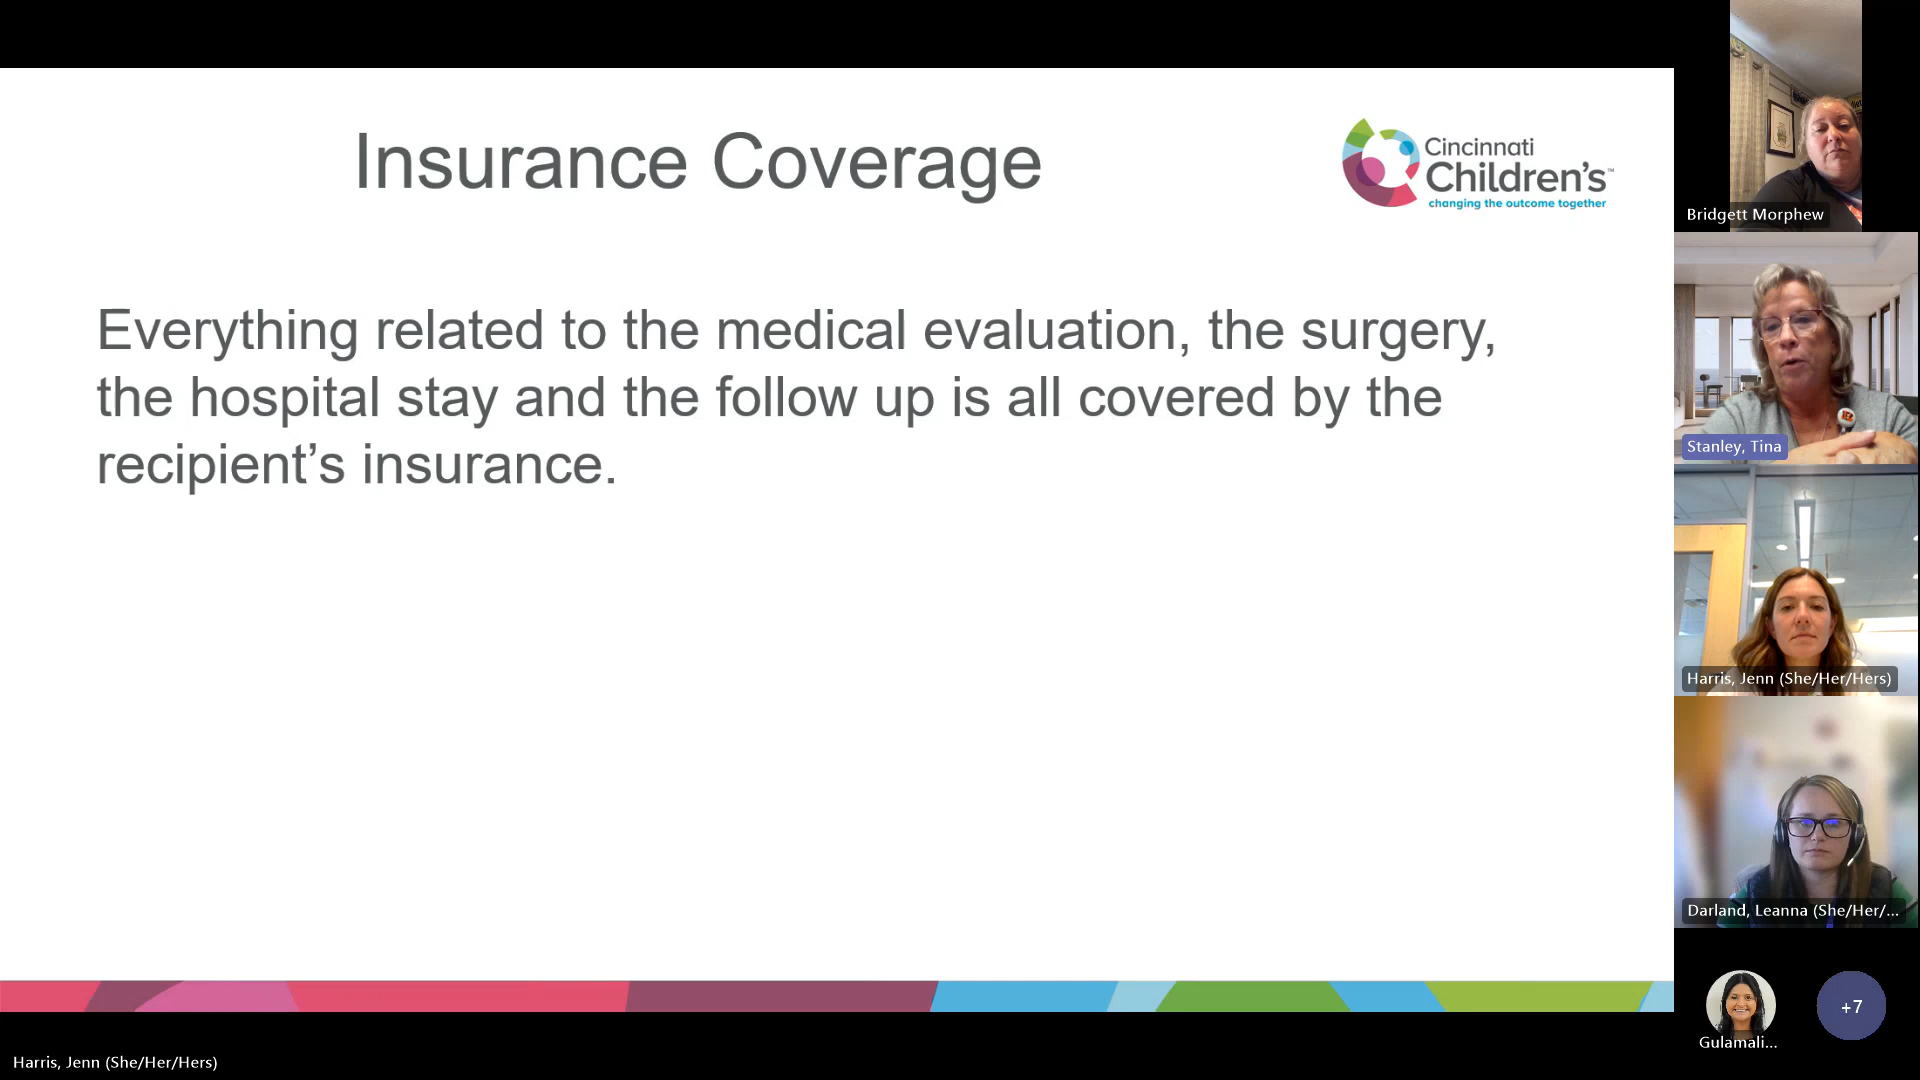 Insurance Coverage
Cincinnati
Children's™
changing the outcome together
Everything related to the medical evaluation, the surgery,
the hospital stay and the follow up is all covered by the
recipient’s insurance.
Bridgett Morphew
Stanley, Tina
Harris, Jenn (She/Her/Hers)
Darland, Leanna (She/Her/...
Gulamali...
+7
Harris, Jenn (She/Her/Hers)